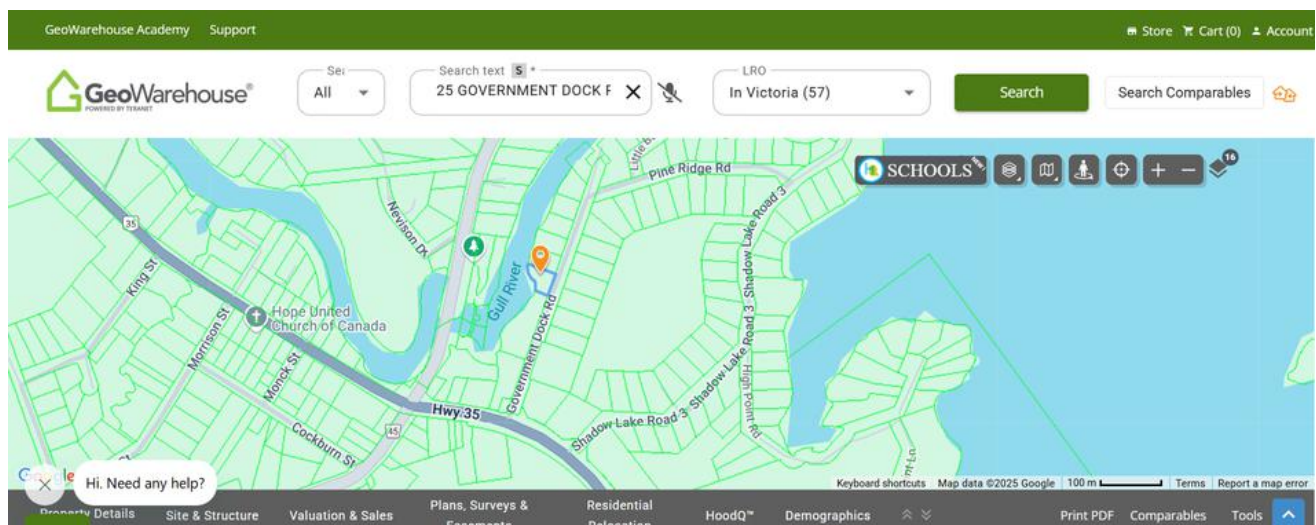 GeoWarehouse Academy Support Store Cart (0) Account
GeoWarehouse®
POWERED BY TERANET
All
Search text S *
25 GOVERNMENT DOCK
LRO
In Victoria (57)
Search
Search Comparables
SCHOOLS NEW!
16
Pine Ridge Rd
Nevison Dr
Shadow Lake Road 3
Shadow Lake Road 3
35
King St
Gull River
Hope United
Church of Canada
Morrison St
Monck St
Government Dock Rd
High Point Rd
Hwy 35
Shadow Lake Road 3
Cockburn St
45
Google
Hi. Need any help?
Keyboard shortcuts Map data ©2025 Google 100 m Terms Report a map error
Property Details Site & Structure Valuation & Sales Plans, Surveys & Residential HoodQ™ Demographics Print PDF Comparables Tools